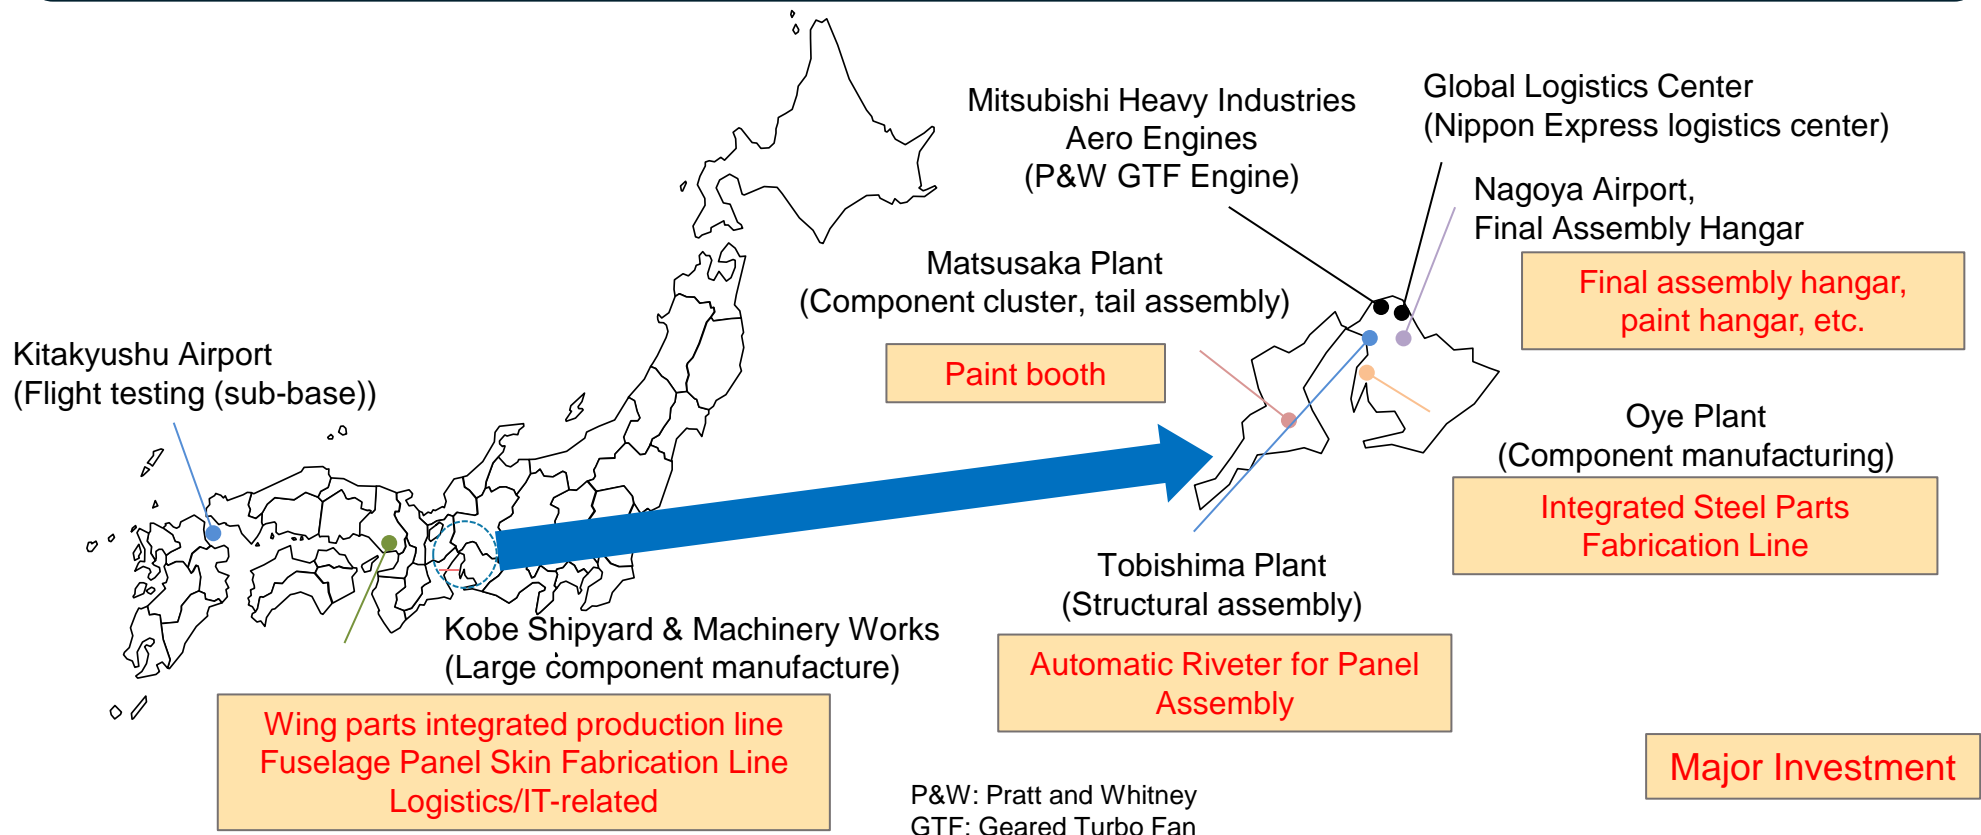 Mitsubishi Heavy Industries
Aero Engines
(P&W GTF Engine)
Global Logistics Center
(Nippon Express logistics center)
Nagoya Airport,
Final Assembly Hangar
Final assembly hangar,
paint hangar, etc.
Matsusaka Plant
(Component cluster, tail assembly)
Paint booth
Kitakyushu Airport
(Flight testing (sub-base))
Oye Plant
(Component manufacturing)
Integrated Steel Parts
Fabrication Line
Tobishima Plant
(Structural assembly)
Automatic Riveter for Panel
Assembly
Kobe Shipyard & Machinery Works
(Large component manufacture)
Wing parts integrated production line
Fuselage Panel Skin Fabrication Line
Logistics/IT-related
Major Investment
P&W: Pratt and Whitney
GTF: Geared Turbo Fan